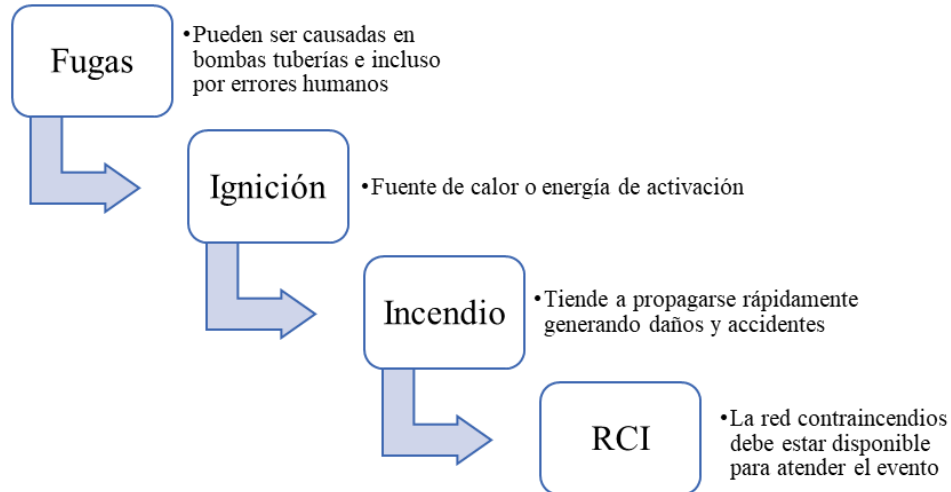 Fugas
•Pueden ser causadas en
bombas tuberías e incluso
por errores humanos
Ignición
•Fuente de calor o energía de activación
Incendio
•Tiende a propagarse rápidamente
generando daños y accidentes
RCI
•La red contraincendios
debe estar disponible
para atender el evento